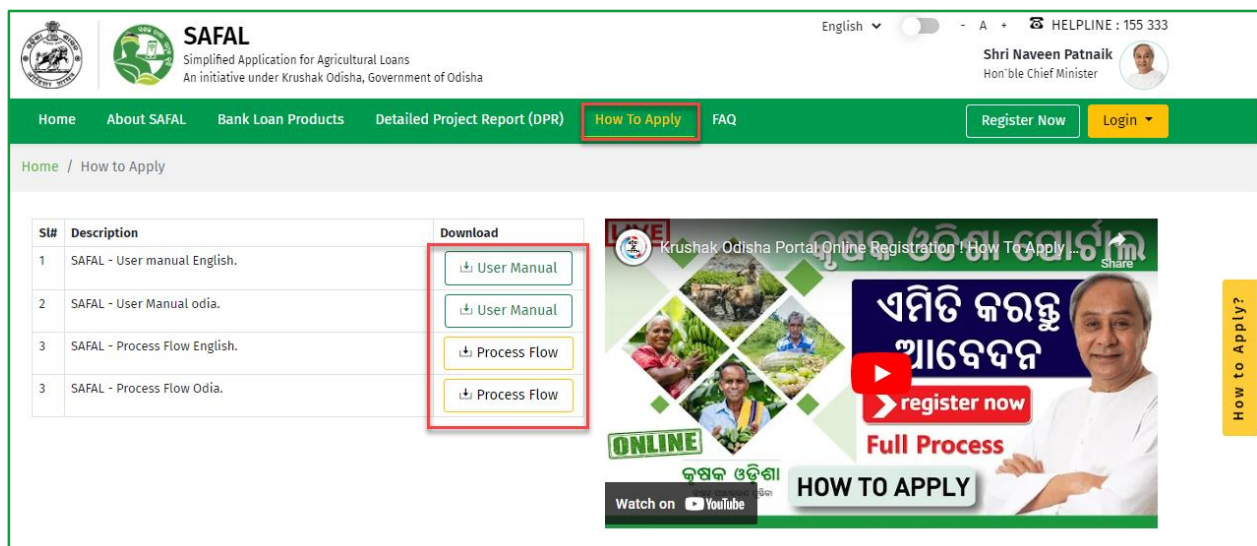 SAFAL
Simplified Application for Agricultural Loans
An initiative under Krushak Odisha, Government of Odisha
English - A + HELPLINE : 155 333
Shri Naveen Patnaik
Hon`ble Chief Minister
Home About SAFAL Bank Loan Products Detailed Project Report (DPR) How To Apply FAQ Register Now Login
Home / How to Apply
Sl# Description Download
1 SAFAL - User manual English. User Manual
2 SAFAL - User Manual odia. User Manual
3 SAFAL - Process Flow English. Process Flow
3 SAFAL - Process Flow Odia. Process Flow
LIVE
Krushak Odisha Portal Online Registration ! How To Apply ...
Share
ଏମିତି କରନ୍ତୁ
ଆବେଦନ
register now
Full Process
ONLINE
କୃଷକ ଓଡ଼ିଶା
HOW TO APPLY
Watch on YouTube
How to Apply?